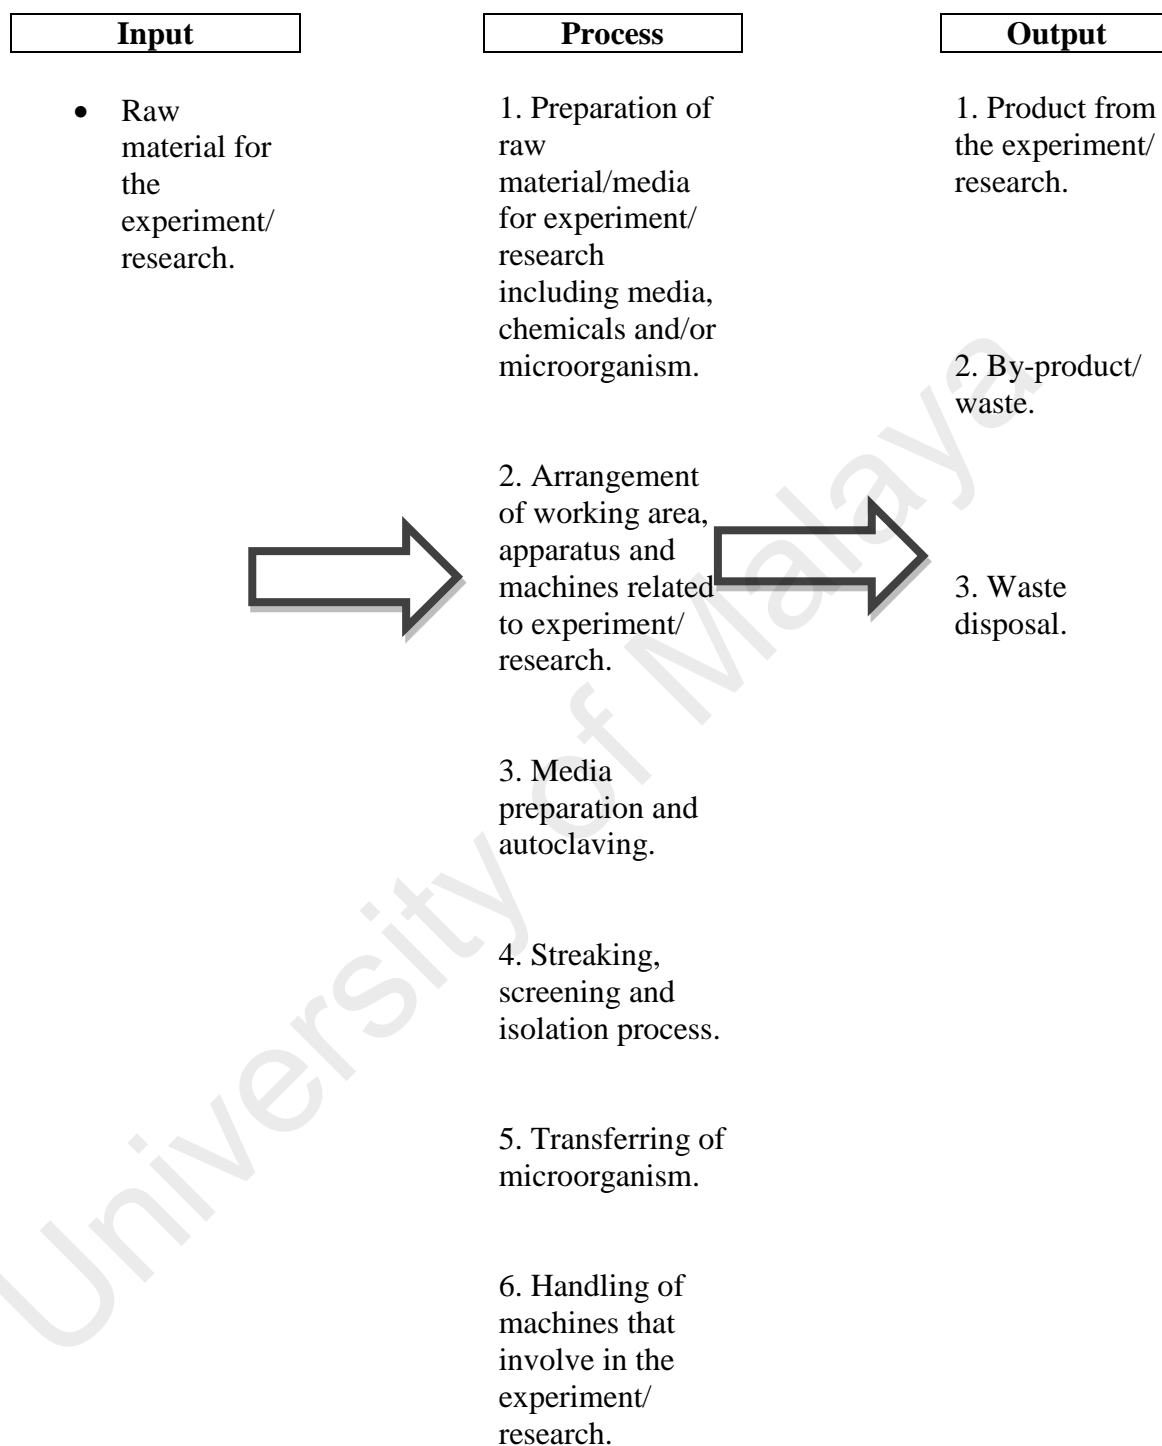 Input
Process
Output
• Raw
material for
the
experiment/
research.
1. Preparation of
raw
material/media
for experiment/
research
including media,
chemicals and/or
microorganism.
2. Arrangement
of working area,
apparatus and
machines related
to experiment/
research.
3. Media
preparation and
autoclaving.
4. Streaking,
screening and
isolation process.
5. Transferring of
microorganism.
6. Handling of
machines that
involve in the
experiment/
research.
1. Product from
the experiment/
research.
2. By-product/
waste.
3. Waste
disposal.
University of Malaya